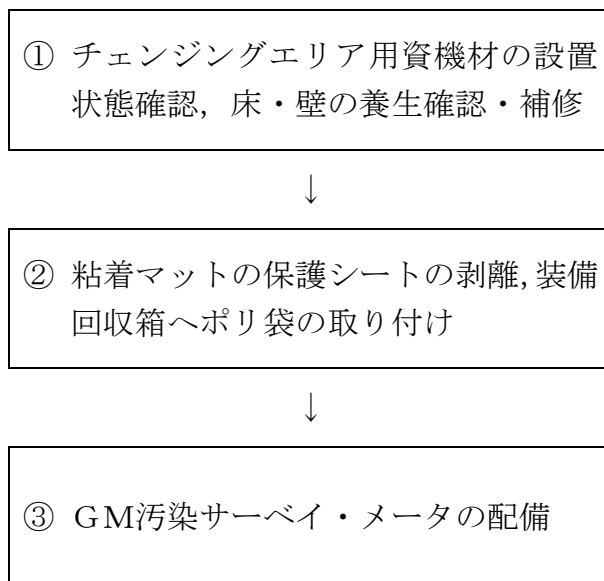 ① チェンジングエリア用資機材の設置
状態確認，床・壁の養生確認・補修
↓
② 粘着マットの保護シートの剥離，装備
回収箱へポリ袋の取り付け
↓
③ ＧＭ汚染サーベイ・メータの配備